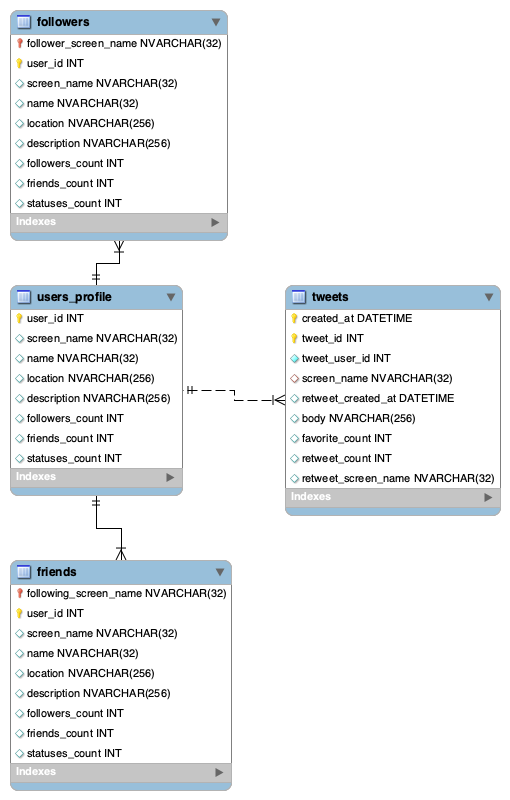 followers
follower_screen_name NVARCHAR(32)
user_id INT
screen_name NVARCHAR(32)
name NVARCHAR(32)
location NVARCHAR(256)
description NVARCHAR(256)
followers_count INT
friends_count INT
statuses_count INT
Indexes
users_profile
user_id INT
screen_name NVARCHAR(32)
name NVARCHAR(32)
location NVARCHAR(256)
description NVARCHAR(256)
followers_count INT
friends_count INT
statuses_count INT
Indexes
tweets
created_at DATETIME
tweet_id INT
tweet_user_id INT
screen_name NVARCHAR(32)
retweet_created_at DATETIME
body NVARCHAR(256)
favorite_count INT
retweet_count INT
retweet_screen_name NVARCHAR(32)
Indexes
friends
following_screen_name NVARCHAR(32)
user_id INT
screen_name NVARCHAR(32)
name NVARCHAR(32)
location NVARCHAR(256)
description NVARCHAR(256)
followers_count INT
friends_count INT
statuses_count INT
Indexes